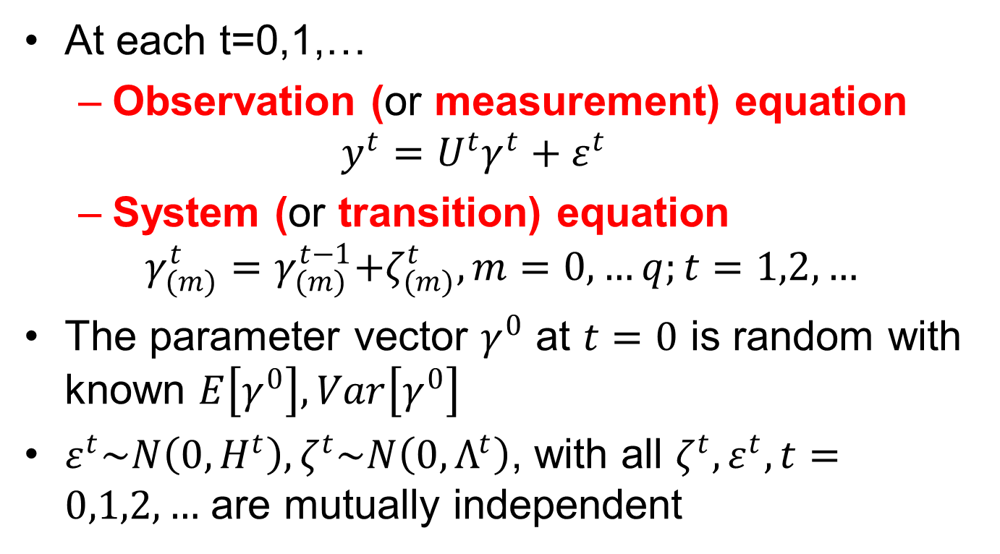 • At each t=0,1,…
– Observation (or measurement) equation
$y^t = U^t\gamma^t + \varepsilon^t$
– System (or transition) equation
$\gamma_{(m)}^t = \gamma_{(m)}^{t-1}+\zeta_{(m)}^t, m = 0, \ldots q; t = 1,2, \ldots$
• The parameter vector $\gamma^0$ at $t = 0$ is random with
known $E[\gamma^0], Var[\gamma^0]$
• $\varepsilon^t \sim N(0, H^t), \zeta^t \sim N(0, \Lambda^t)$, with all $\zeta^t, \varepsilon^t, t =$
$0,1,2, \ldots$ are mutually independent